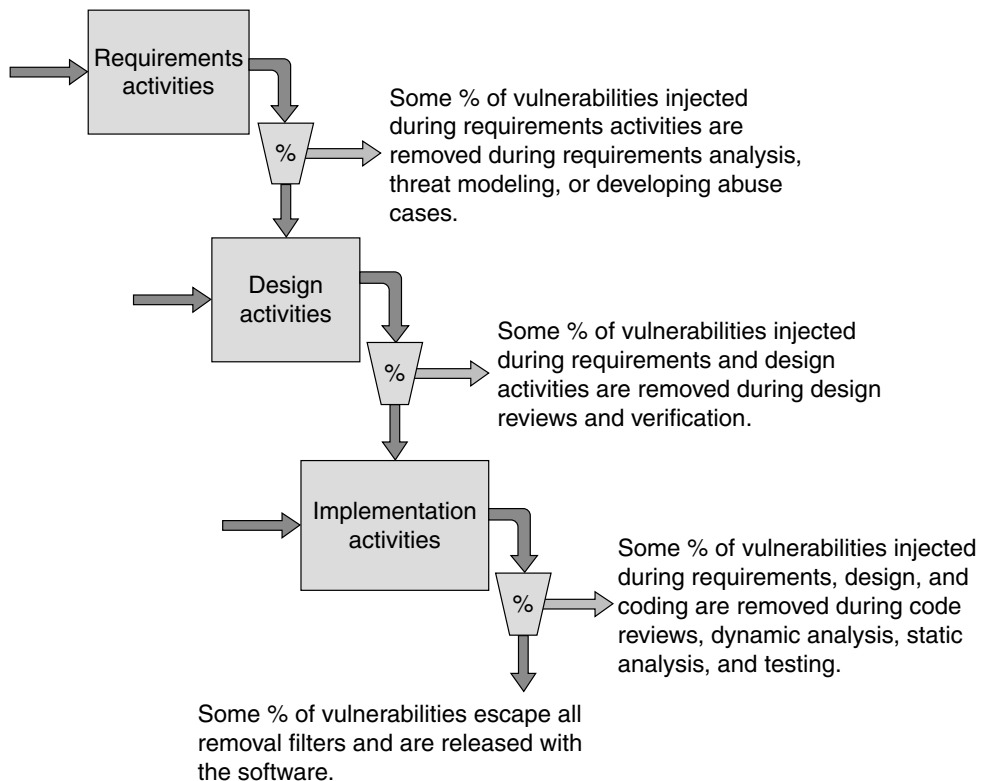 Requirements
activities
%
Some % of vulnerabilities injected
during requirements activities are
removed during requirements analysis,
threat modeling, or developing abuse
cases.
Design
activities
%
Some % of vulnerabilities injected
during requirements and design
activities are removed during design
reviews and verification.
Implementation
activities
%
Some % of vulnerabilities injected
during requirements, design, and
coding are removed during code
reviews, dynamic analysis, static
analysis, and testing.
Some % of vulnerabilities escape all
removal filters and are released with
the software.